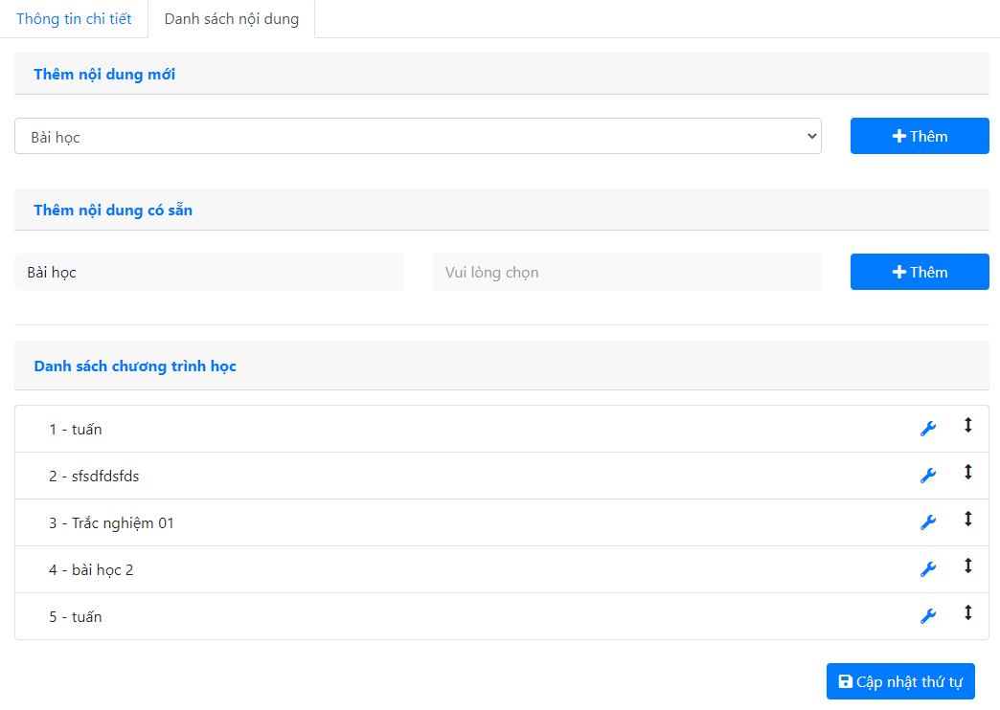 Thông tin chi tiết
Danh sách nội dung
Thêm nội dung mới
Bài học
Thêm
Thêm nội dung có sẵn
Bài học
Vui lòng chọn
Thêm
Danh sách chương trình học
1 - tuấn
2 - sfsdfdsfds
3 - Trắc nghiệm 01
4 - bài học 2
5 - tuấn
Cập nhật thứ tự